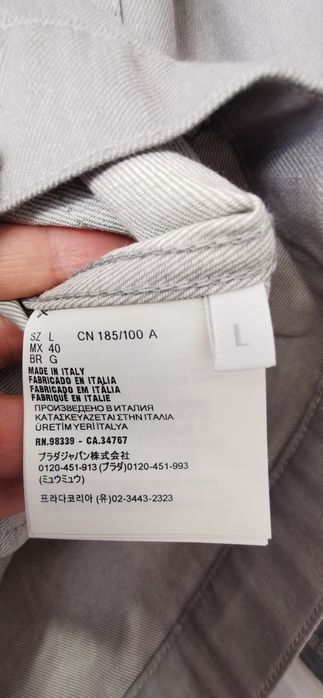 SZ L CN 185/100 A
MX 40
BR G
MADE IN ITALY
FABRICADO EN ITALIA
FABRICADO EM ITÁLIA
FABRIQUÉ EN ITALIE
ПРОИЗВЕДЕНО В ИТАЛИЯ
ΚΑΤΑΣΚΕΥΑΖΕΤΑΙ ΣΤΗΝ ΙΤΑΛΙΑ
ÜRETİM YERİ İTALYA
RN.98339 - CA.34767
プラダジャパン株式会社
0120-451-913 (プラダ)0120-451-993
(ミュウミュウ)
프라다코리아 (유)02-3443-2323
L